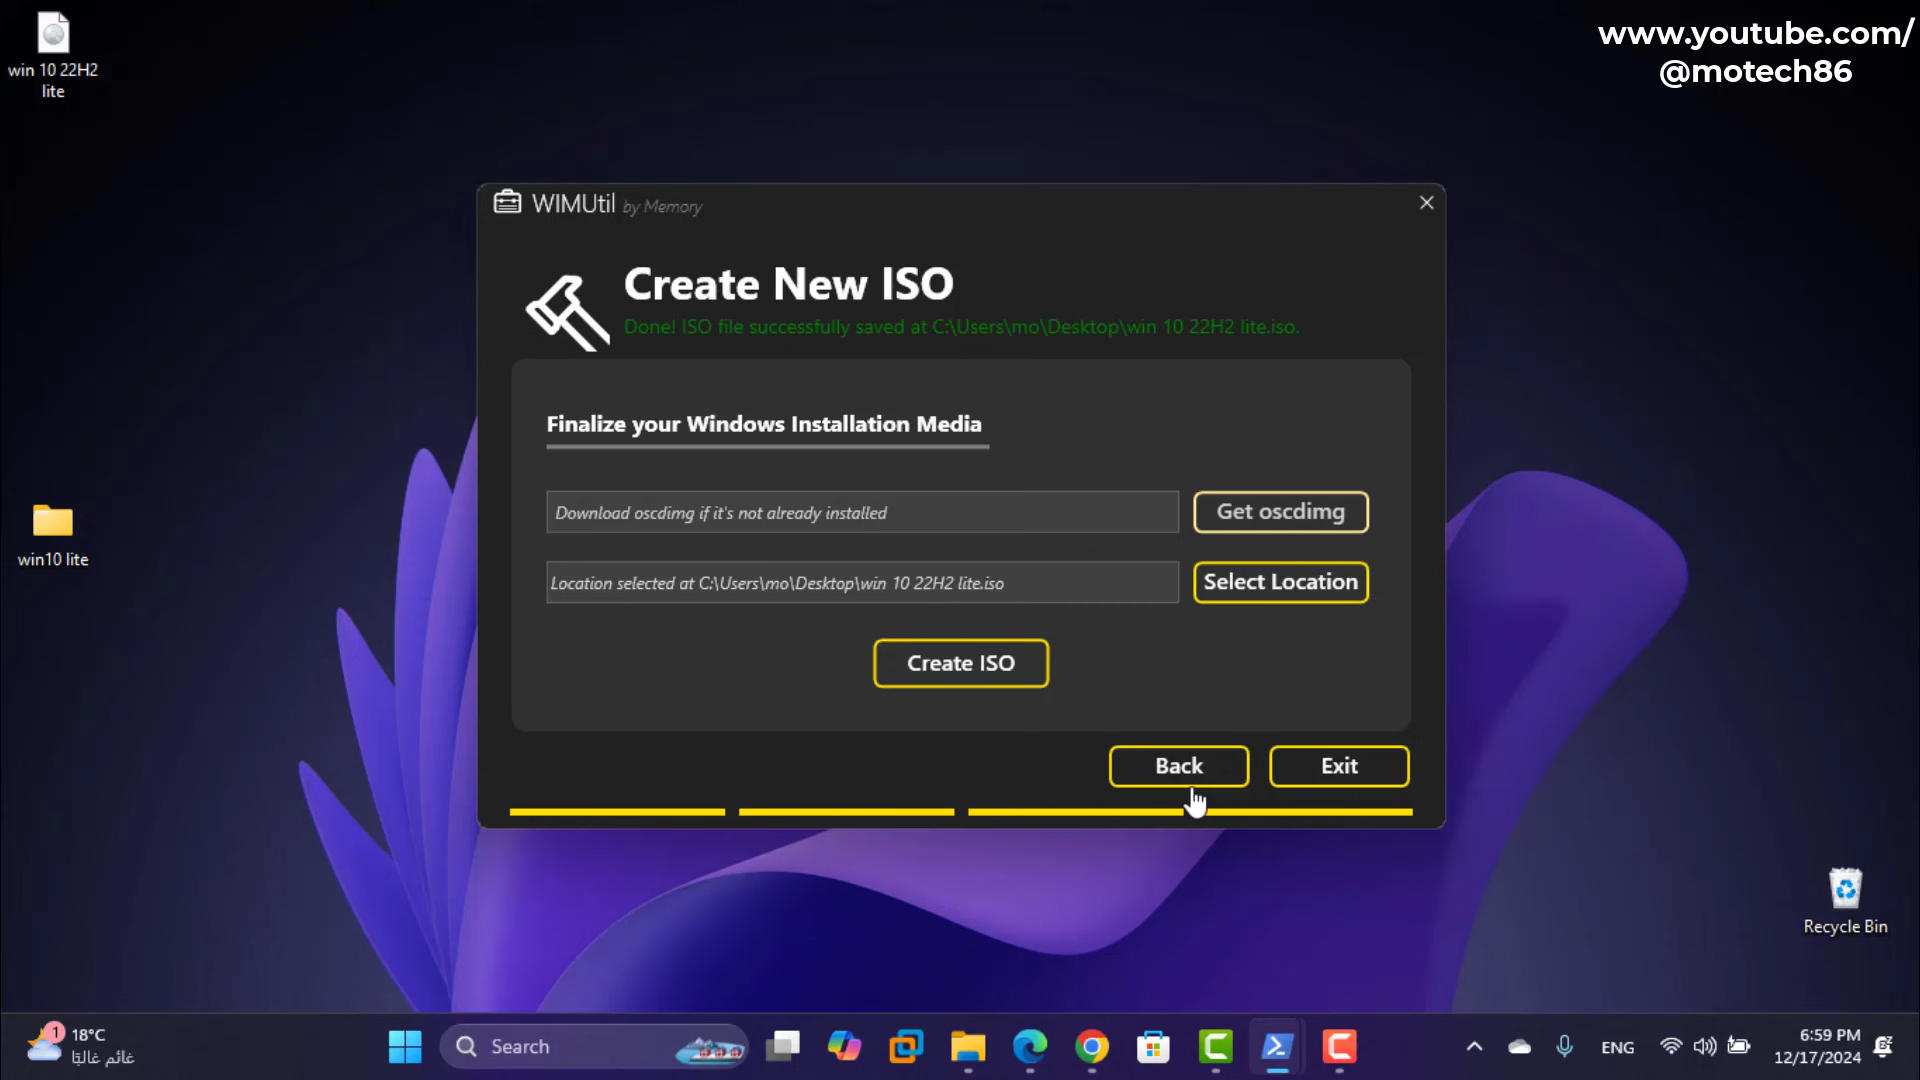 www.youtube.com/
@motech86
win 10 22H2
lite
WIMUtil by Memory
Create New ISO
Done! ISO file successfully saved at C:\Users\mo\Desktop\win 10 22H2 lite.iso.
Finalize your Windows Installation Media
Download oscdimg if it's not already installed
Get oscdimg
Location selected at C:\Users\mo\Desktop\win 10 22H2 lite.iso
Select Location
Create ISO
Back
Exit
win10 lite
Recycle Bin
1
18°C
غائم غالبًا
Search
ENG
6:59 PM
12/17/2024